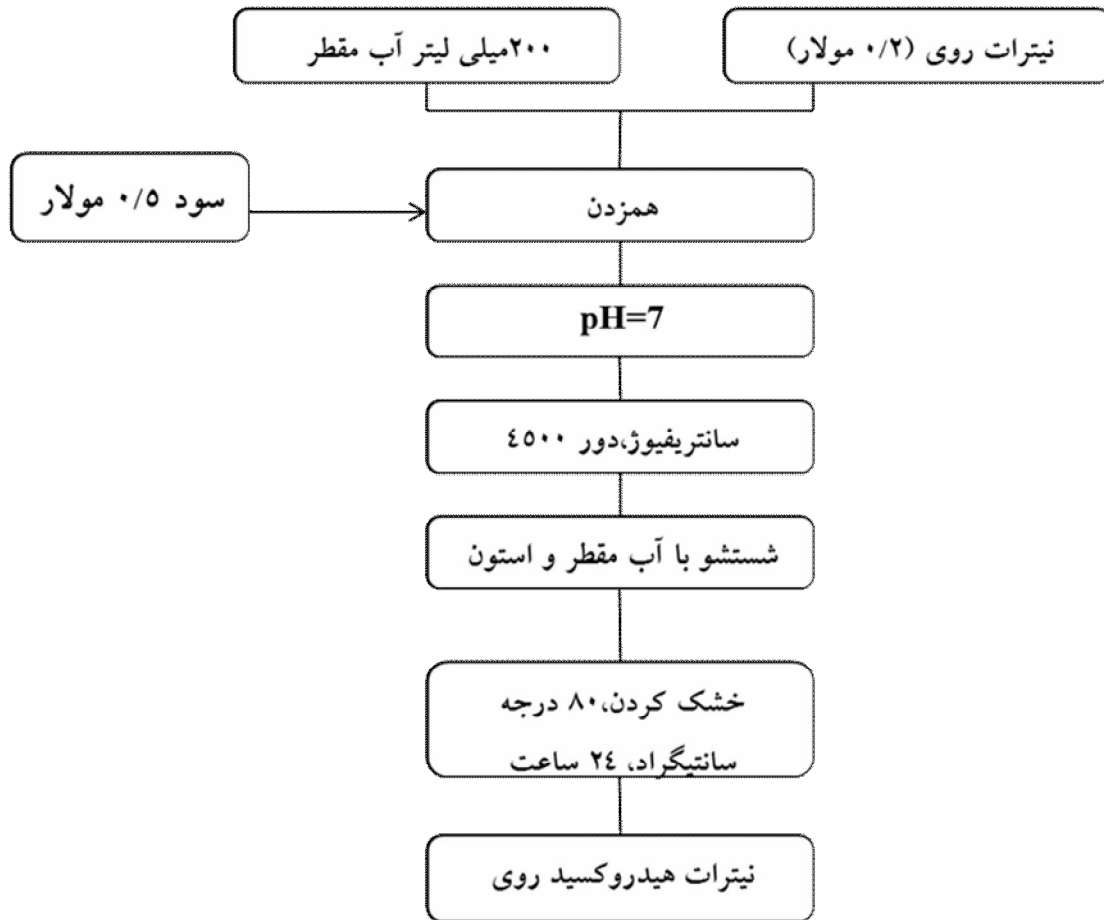 نیترات روی (۰/۲ مولار)
۲۰۰میلی لیتر آب مقطر
سود ۰/۵ مولار
همزدن
pH=7
سانتریفیوژ،دور ٤٥٠٠
شستشو با آب مقطر و استون
خشک کردن،۸۰ درجه
سانتیگراد، ٢٤ ساعت
نیترات هیدروکسید روی